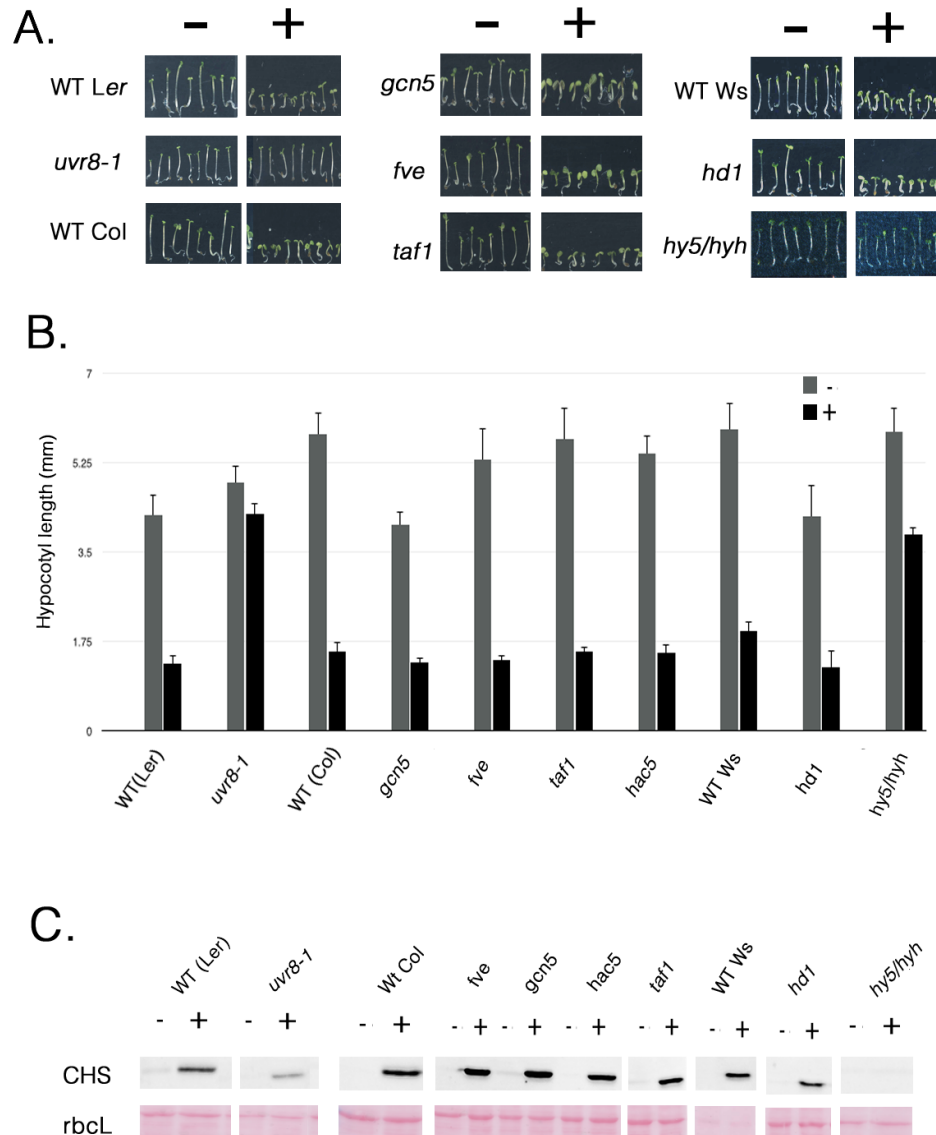 A.
- + - + - +
WT Ler gcn5 WT Ws
uvr8-1 fve hd1
WT Col taf1 hy5/hyh
B.
7
-
+
5.25
3.5
1.75
0
Hypocotyl length (mm)
WT(Ler) uvr8-1 WT (Col) gcn5 fve taf1 hac5 WT Ws hd1 hy5/hyh
C.
WT (Ler) uvr8-1 Wt Col fve gcn5 hac5 taf1 WT Ws hd1 hy5/hyh
- + - + - + - + - + - + - + - + - + - +
CHS
rbcL